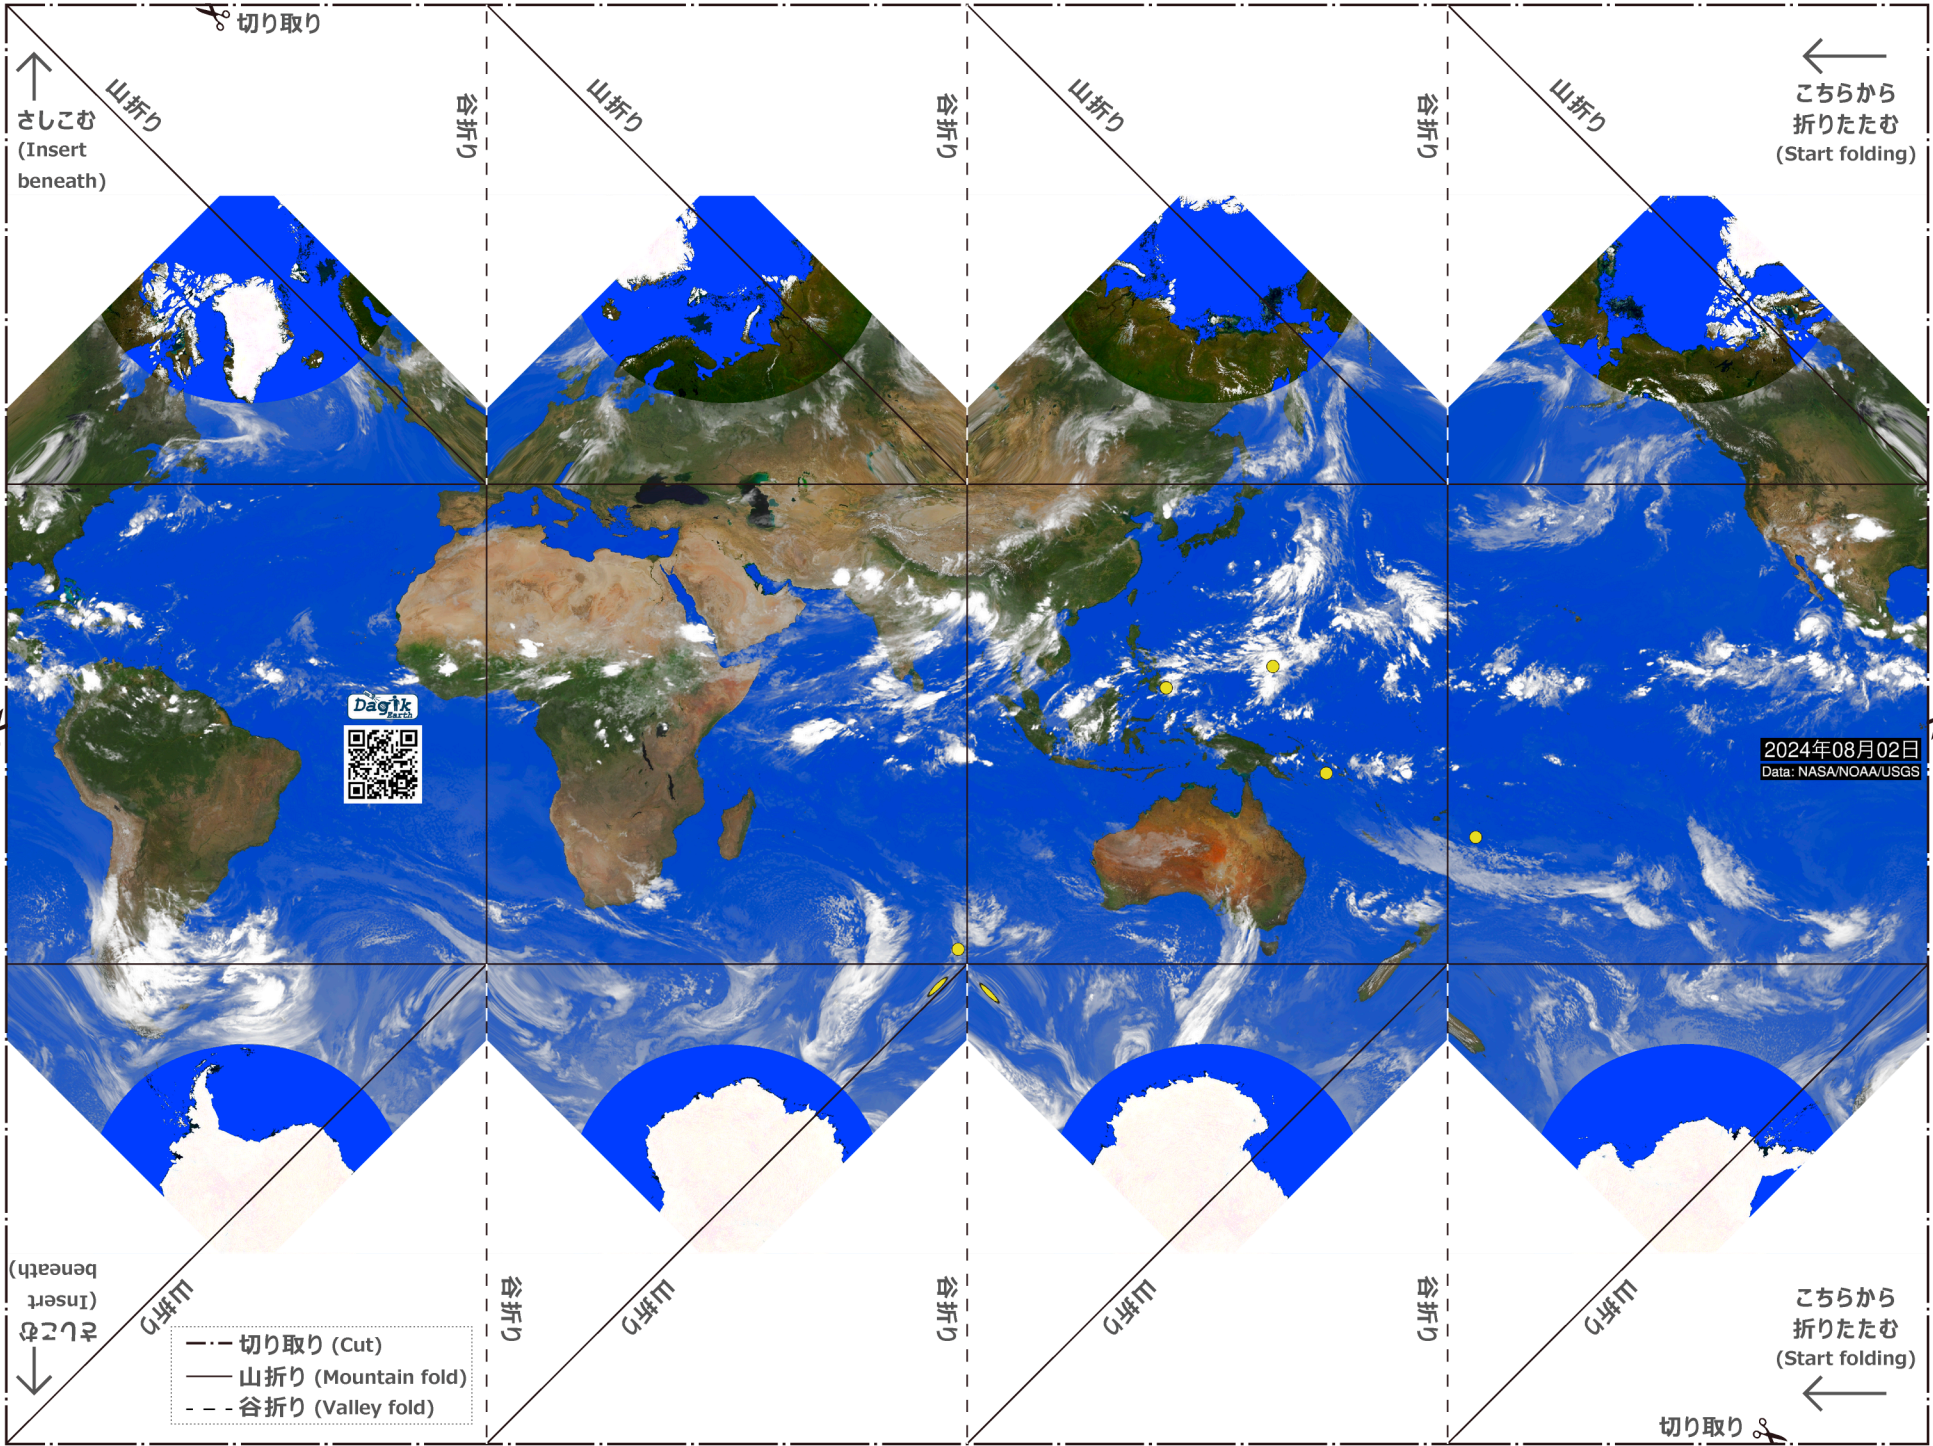 切り取り
山折り
谷折り
山折り
谷折り
山折り
谷折り
山折り
さしこむ
(Insert
beneath)
こちらから
折りたたむ
(Start folding)
Dagik
Earth
2024年08月02日
Data: NASA/NOAA/USGS
さしこむ
(Insert
beneath)
山折り
谷折り
山折り
谷折り
山折り
谷折り
山折り
こちらから
折りたたむ
(Start folding)
切り取り (Cut)
山折り (Mountain fold)
谷折り (Valley fold)
切り取り